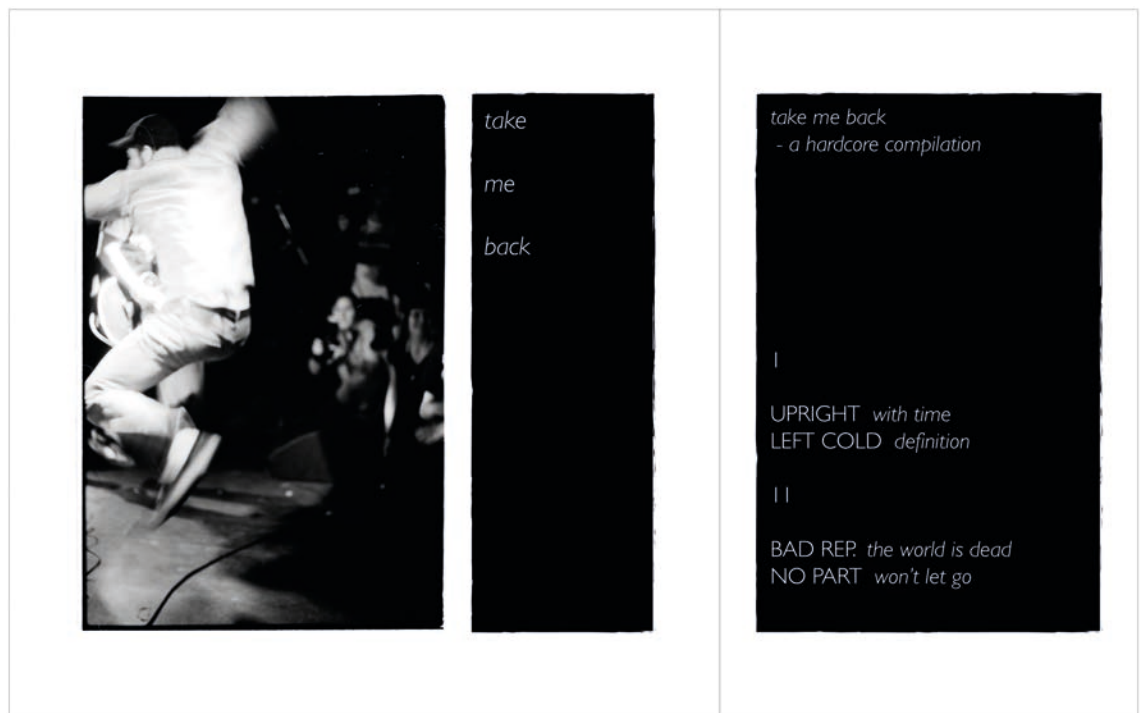 take
me
back
take me back
- a hardcore compilation
I
UPRIGHT with time
LEFT COLD definition
II
BAD REP. the world is dead
NO PART won't let go